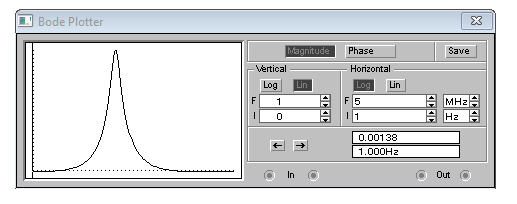 Bode Plotter
Magnitude Phase Save
Vertical Horizontal
Log Lin Log Lin
F 1 F 5 MHz
I 0 I 1 Hz
← → 0.00138
1.000Hz
In Out